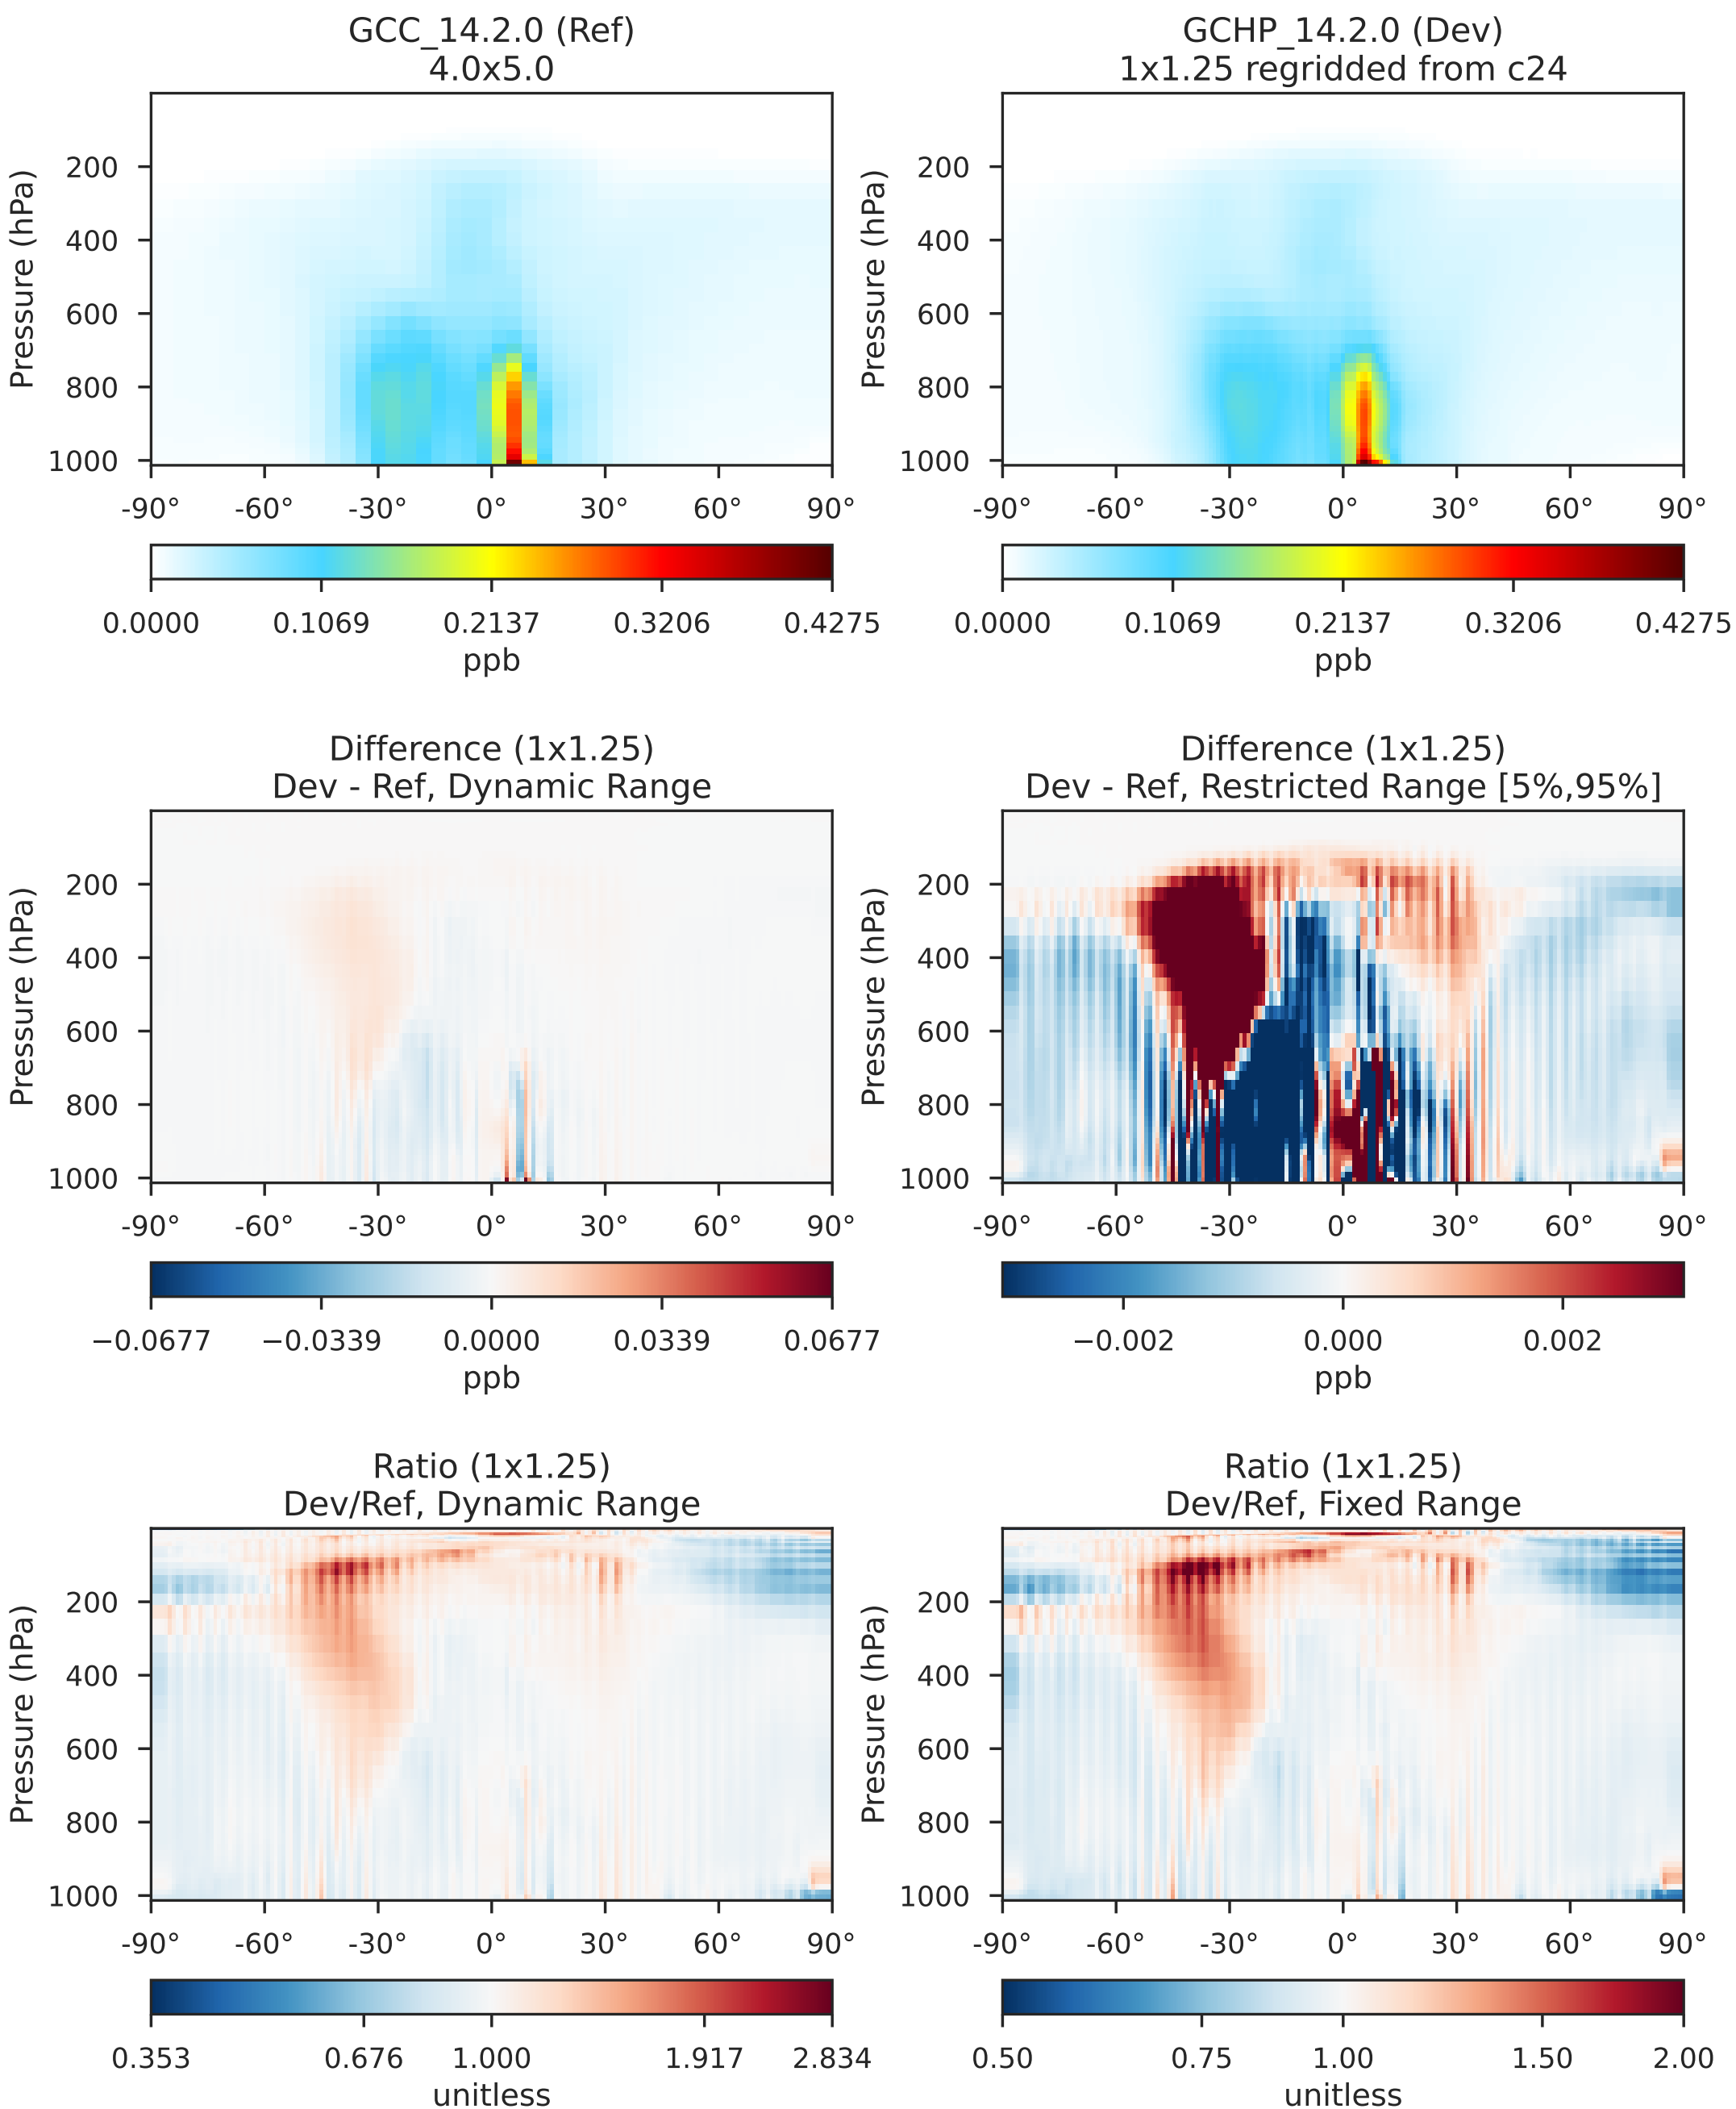 GCC_14.2.0 (Ref)
4.0x5.0
Pressure (hPa)
200
400
600
800
1000
-90° -60° -30° 0° 30° 60° 90°
0.0000 0.1069 0.2137 0.3206 0.4275
ppb
GCHP_14.2.0 (Dev)
1x1.25 regridded from c24
Pressure (hPa)
200
400
600
800
1000
-90° -60° -30° 0° 30° 60° 90°
0.0000 0.1069 0.2137 0.3206 0.4275
ppb
Difference (1x1.25)
Dev - Ref, Dynamic Range
Pressure (hPa)
200
400
600
800
1000
-90° -60° -30° 0° 30° 60° 90°
−0.0677 −0.0339 0.0000 0.0339 0.0677
ppb
Difference (1x1.25)
Dev - Ref, Restricted Range [5%,95%]
Pressure (hPa)
200
400
600
800
1000
-90° -60° -30° 0° 30° 60° 90°
−0.002 0.000 0.002
ppb
Ratio (1x1.25)
Dev/Ref, Dynamic Range
Pressure (hPa)
200
400
600
800
1000
-90° -60° -30° 0° 30° 60° 90°
0.353 0.676 1.000 1.917 2.834
unitless
Ratio (1x1.25)
Dev/Ref, Fixed Range
Pressure (hPa)
200
400
600
800
1000
-90° -60° -30° 0° 30° 60° 90°
0.50 0.75 1.00 1.50 2.00
unitless